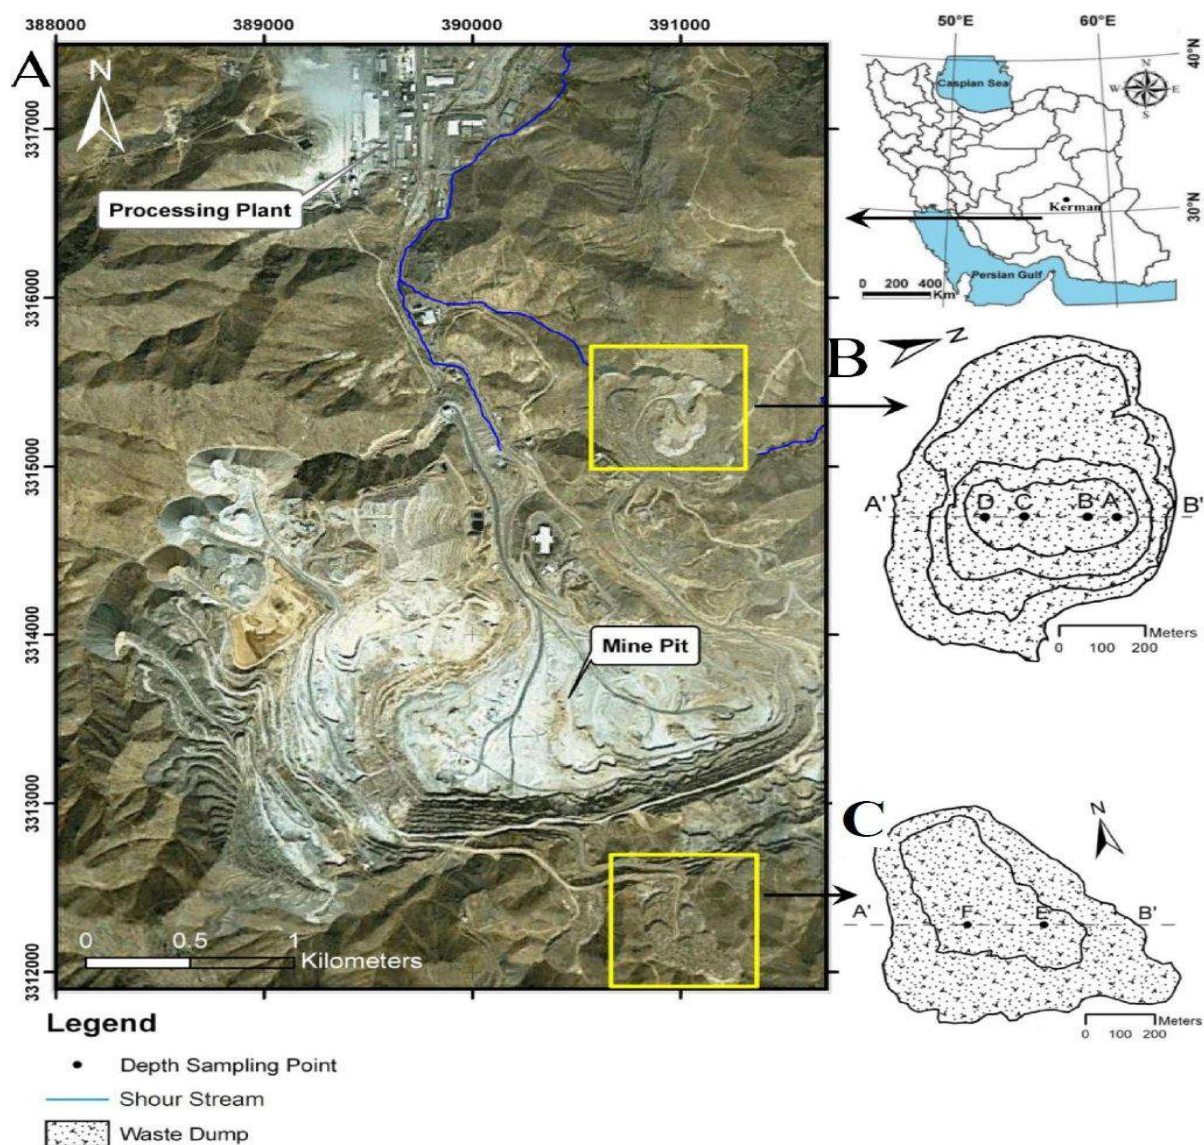 388000 389000 390000 391000
A
N
3317000
3316000
3315000
3314000
3313000
3312000
Processing Plant
Mine Pit
0 0.5 1
Kilometers
50°E 60°E
40°N
30°N
Caspian Sea
N
W E
S
Kerman
Persian Gulf
0 200 400
Km
B
N
A' D C B A B'
Meters
0 100 200
C
N
A' F E B'
Meters
0 100 200
Legend
Depth Sampling Point
Shour Stream
Waste Dump